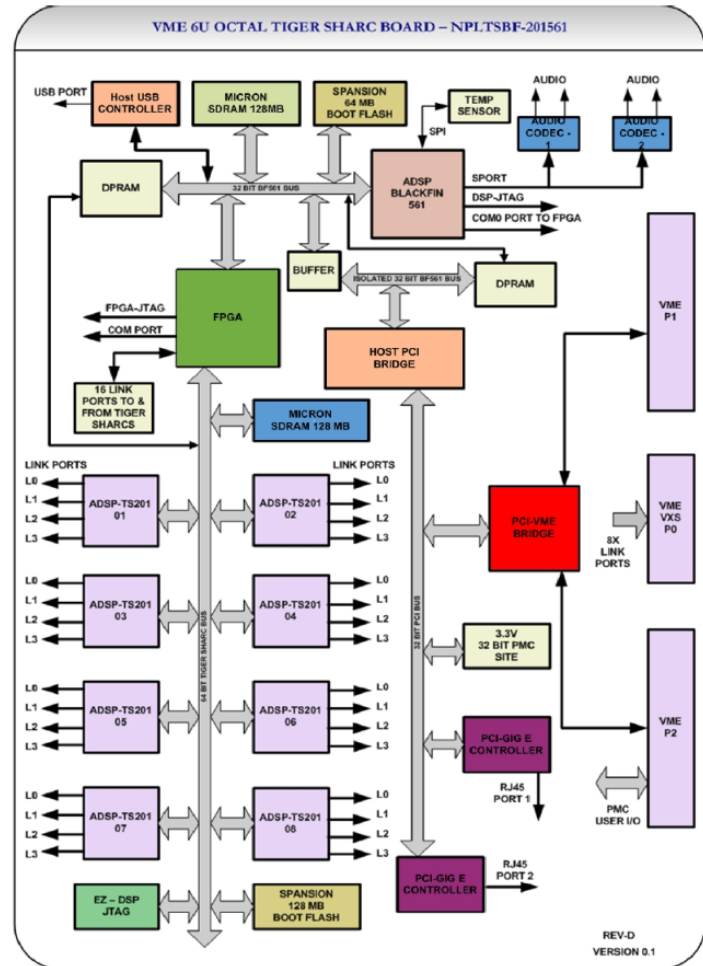 VME 6U OCTAL TIGER SHARC BOARD – NPLTSBF-201561
USB PORT
Host USB
CONTROLLER
MICRON
SDRAM 128MB
SPANSION
64 MB
BOOT FLASH
TEMP
SENSOR
SPI
AUDIO
AUDIO
AUDIO
CODEC -
1
AUDIO
CODEC - 2
DPRAM
32 BIT BF561 BUS
ADSP
BLACKFIN
561
SPORT
DSP-JTAG
COM0 PORT TO FPGA
BUFFER
ISOLATED 32 BIT BF561 BUS
DPRAM
FPGA-JTAG
COM PORT
FPGA
HOST PCI
BRIDGE
VME
P1
16 LINK
PORTS TO &
FROM TIGER
SHARCS
MICRON
SDRAM 128 MB
LINK PORTS
LINK PORTS
L0
L1
L2
L3
ADSP-TS201
01
ADSP-TS201
02
L0
L1
L2
L3
PCI-VME
BRIDGE
8X
LINK
PORTS
VME
VXS
P0
L0
L1
L2
L3
ADSP-TS201
03
ADSP-TS201
04
L0
L1
L2
L3
64 BIT TIGER SHARC BUS
32 BIT PCI BUS
3.3V
32 BIT PMC
SITE
L0
L1
L2
L3
ADSP-TS201
05
ADSP-TS201
06
L0
L1
L2
L3
PCI-GIG E
CONTROLLER
RJ45
PORT 1
VME
P2
PMC
USER I/O
L0
L1
L2
L3
ADSP-TS201
07
ADSP-TS201
08
L0
L1
L2
L3
EZ – DSP
JTAG
SPANSION
128 MB
BOOT FLASH
PCI-GIG E
CONTROLLER
RJ45
PORT 2
REV-D
VERSION 0.1